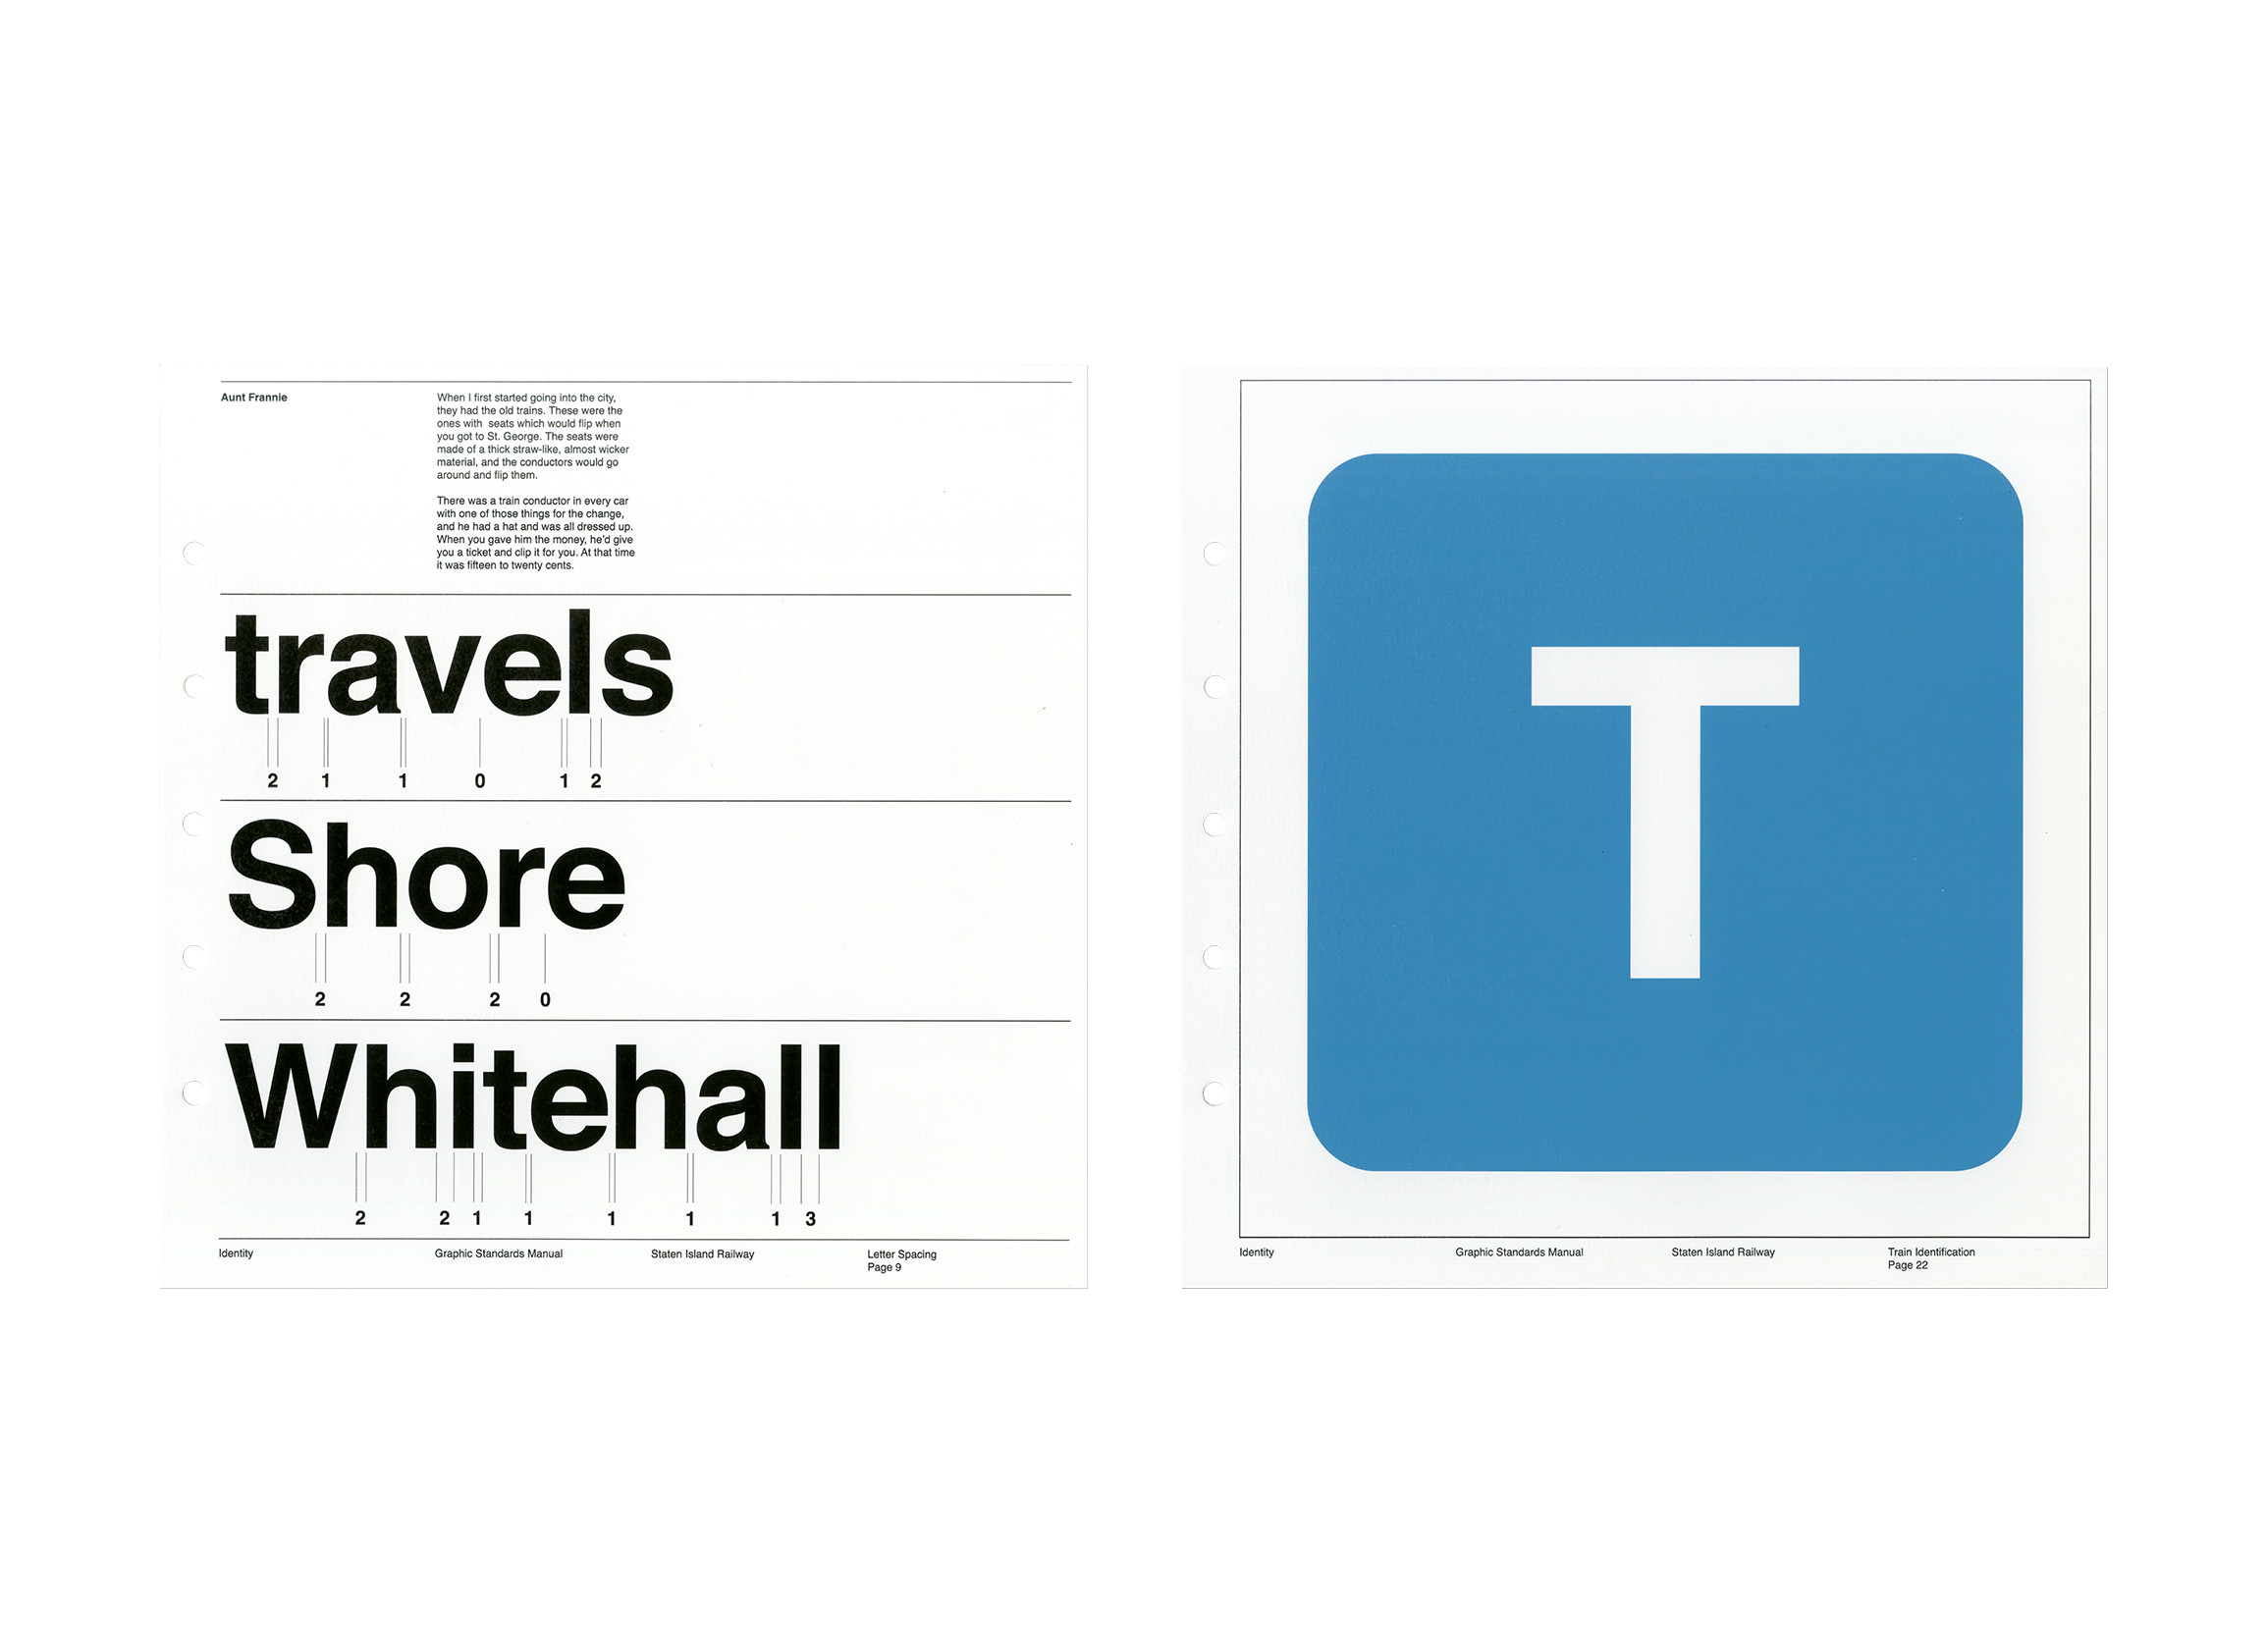 Aunt Frannie
When I first started going into the city,
they had the old trains. These were the
ones with  seats which would flip when
you got to St. George. The seats were
made of a thick straw-like, almost wicker
material, and the conductors would go
around and flip them.
There was a train conductor in every car
with one of those things for the change,
and he had a hat and was all dressed up.
When you gave him the money, he'd give
you a ticket and clip it for you. At that time
it was fifteen to twenty cents.
travels
2 1 1 0 1 2
Shore
2 2 2 0
Whitehall
2 2 1 1 1 1 1 3
Identity
Graphic Standards Manual
Staten Island Railway
Letter Spacing
Page 9
T
Identity
Graphic Standards Manual
Staten Island Railway
Train Identification
Page 22